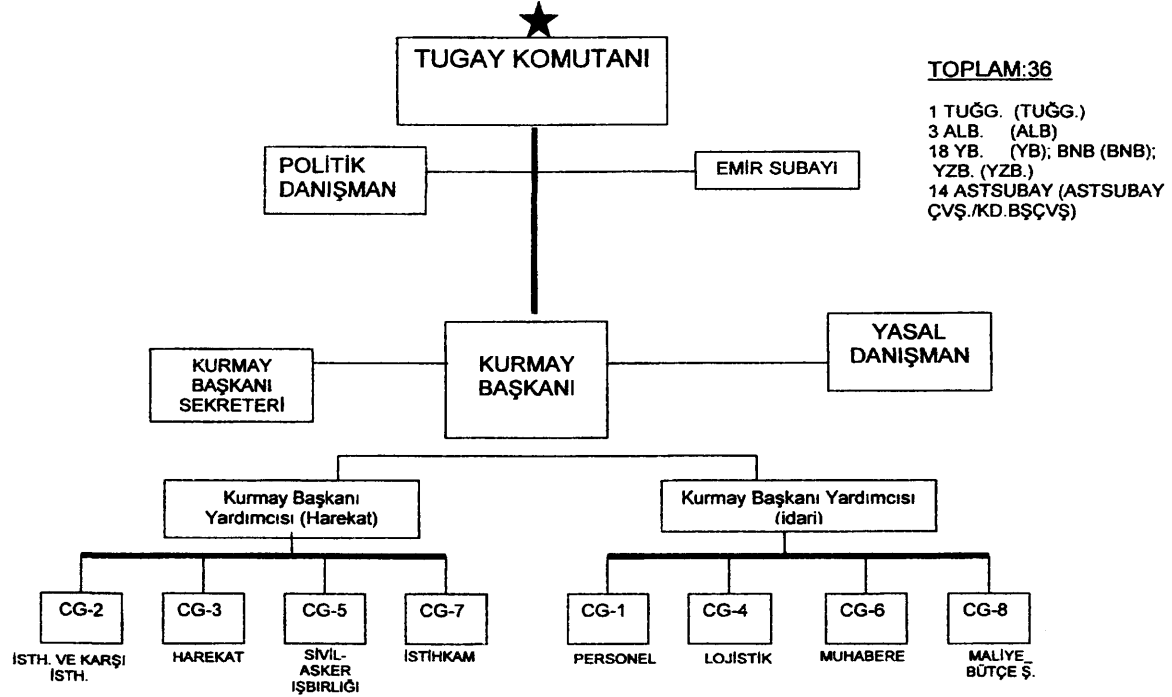 TUGAY KOMUTANI
TOPLAM:36
1 TUĞG. (TUĞG.)
3 ALB. (ALB)
18 YB. (YB); BNB (BNB);
YZB. (YZB.)
14 ASTSUBAY (ASTSUBAY
ÇVŞ./KD.BŞÇVŞ)
POLİTİK
DANIŞMAN
EMİR SUBAYI
KURMAY
BAŞKANI
SEKRETERİ
KURMAY
BAŞKANI
YASAL
DANIŞMAN
Kurmay Başkanı
Yardımcısı (Harekat)
Kurmay Başkanı Yardımcısı
(idari)
CG-2
CG-3
CG-5
CG-7
CG-1
CG-4
CG-6
CG-8
İSTH. VE KARŞI
İSTH.
HAREKAT
SİVİL-
ASKER
IŞBIRLIĞI
İSTİHKAM
PERSONEL
LOJİSTİK
MUHABERE
MALİYE_
BÜTÇE Ş.